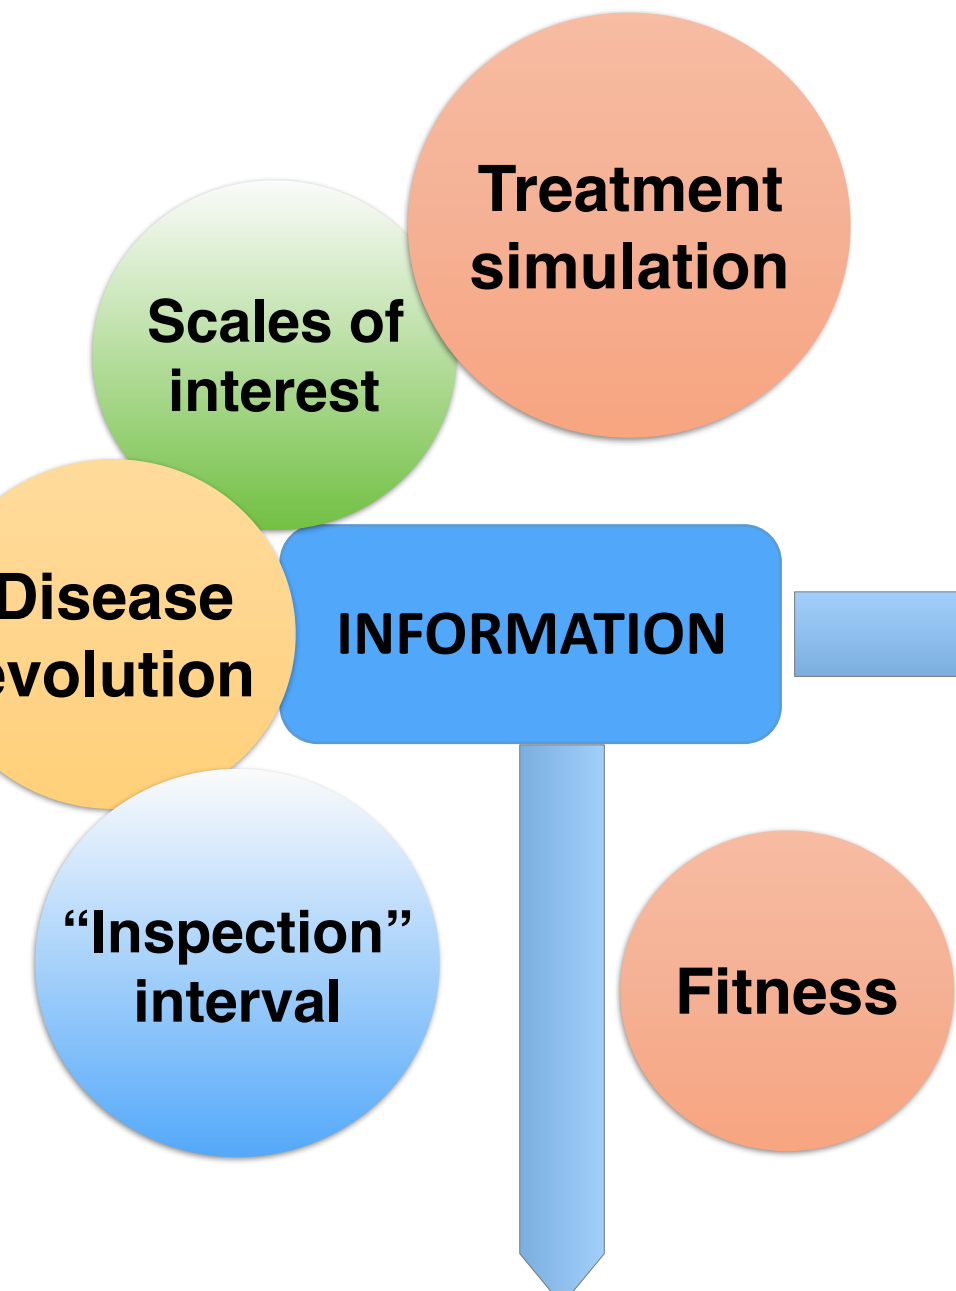 Treatment
simulation
Scales of
interest
Disease
evolution
INFORMATION
“Inspection”
interval
Fitness